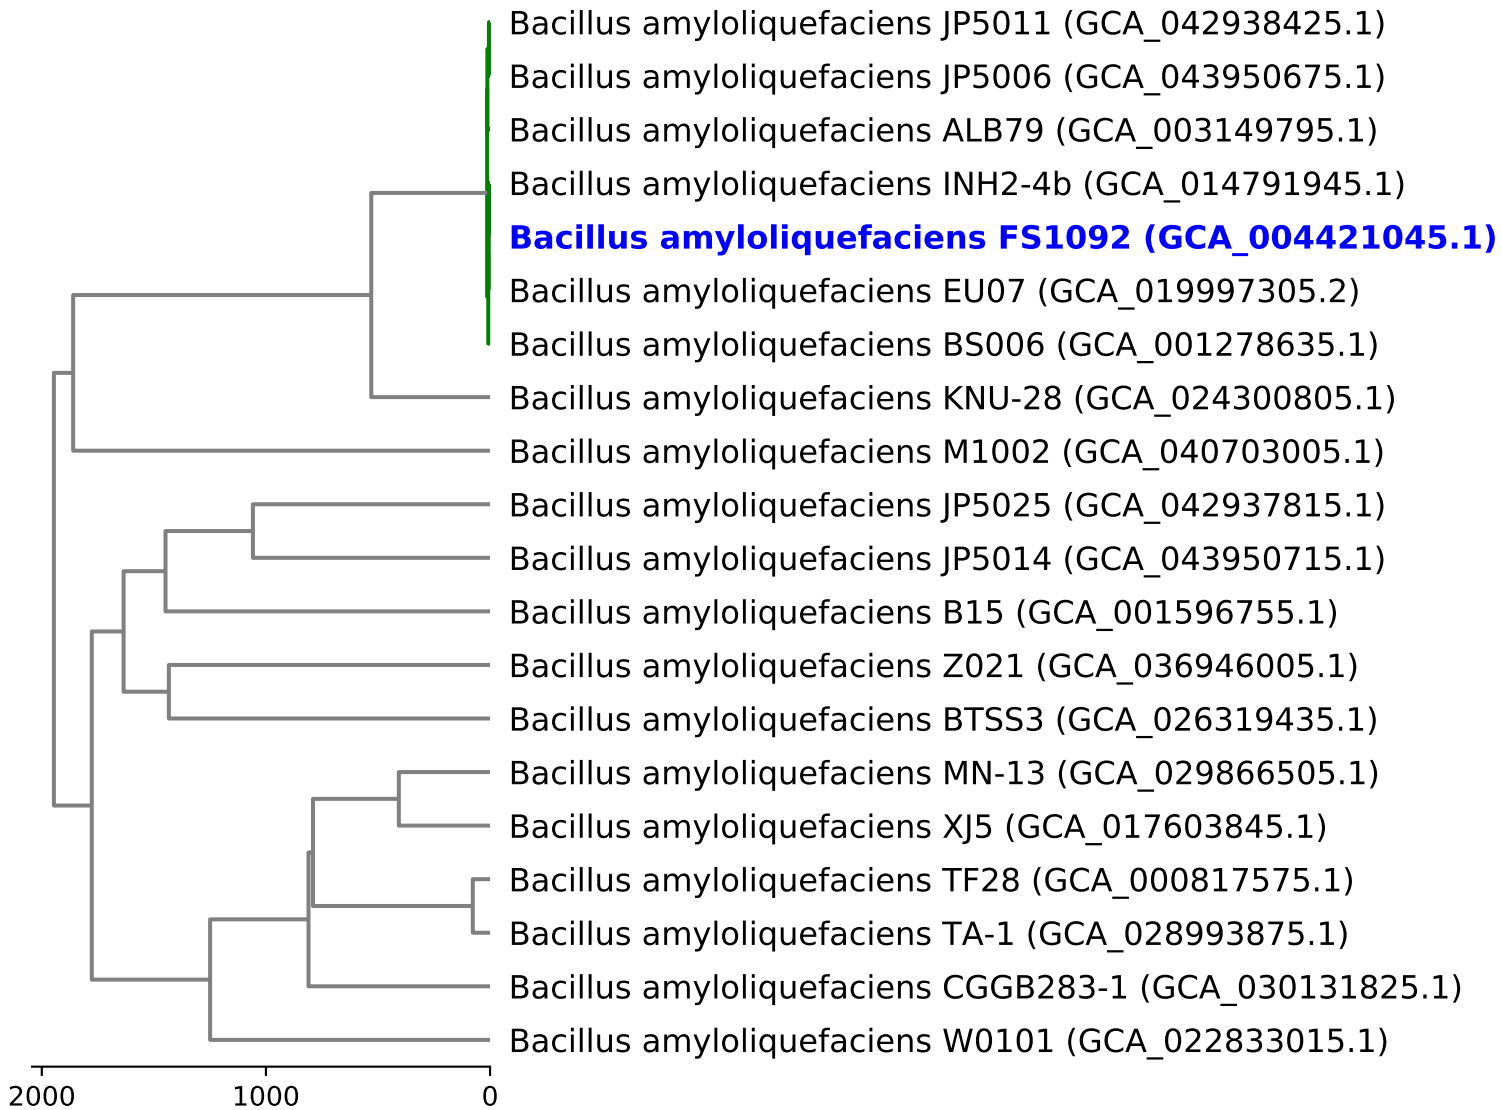 Bacillus amyloliquefaciens JP5011 (GCA_042938425.1)
Bacillus amyloliquefaciens JP5006 (GCA_043950675.1)
Bacillus amyloliquefaciens ALB79 (GCA_003149795.1)
Bacillus amyloliquefaciens INH2-4b (GCA_014791945.1)
Bacillus amyloliquefaciens FS1092 (GCA_004421045.1)
Bacillus amyloliquefaciens EU07 (GCA_019997305.2)
Bacillus amyloliquefaciens BS006 (GCA_001278635.1)
Bacillus amyloliquefaciens KNU-28 (GCA_024300805.1)
Bacillus amyloliquefaciens M1002 (GCA_040703005.1)
Bacillus amyloliquefaciens JP5025 (GCA_042937815.1)
Bacillus amyloliquefaciens JP5014 (GCA_043950715.1)
Bacillus amyloliquefaciens B15 (GCA_001596755.1)
Bacillus amyloliquefaciens Z021 (GCA_036946005.1)
Bacillus amyloliquefaciens BTSS3 (GCA_026319435.1)
Bacillus amyloliquefaciens MN-13 (GCA_029866505.1)
Bacillus amyloliquefaciens XJ5 (GCA_017603845.1)
Bacillus amyloliquefaciens TF28 (GCA_000817575.1)
Bacillus amyloliquefaciens TA-1 (GCA_028993875.1)
Bacillus amyloliquefaciens CGGB283-1 (GCA_030131825.1)
Bacillus amyloliquefaciens W0101 (GCA_022833015.1)
2000 1000 0